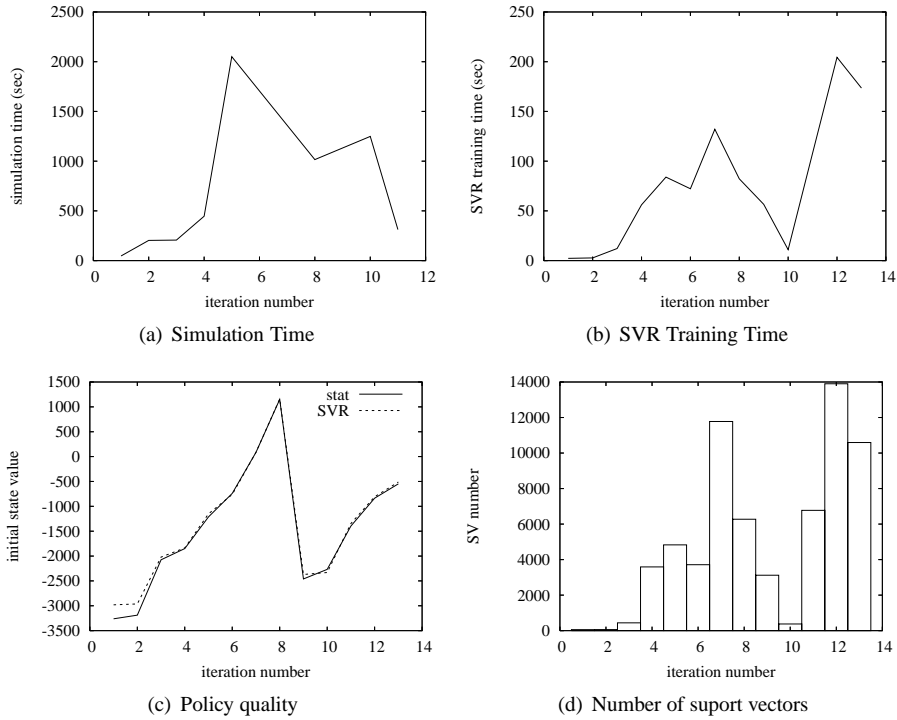 simulation time (sec)
2500
2000
1500
1000
500
0
0 2 4 6 8 10 12
iteration number
(a) Simulation Time
SVR training time (sec)
250
200
150
100
50
0
0 2 4 6 8 10 12 14
iteration number
(b) SVR Training Time
initial state value
1500
1000
500
0
-500
-1000
-1500
-2000
-2500
-3000
-3500
stat
SVR
0 2 4 6 8 10 12 14
iteration number
(c) Policy quality
SV number
14000
12000
10000
8000
6000
4000
2000
0
0 2 4 6 8 10 12 14
iteration number
(d) Number of suport vectors